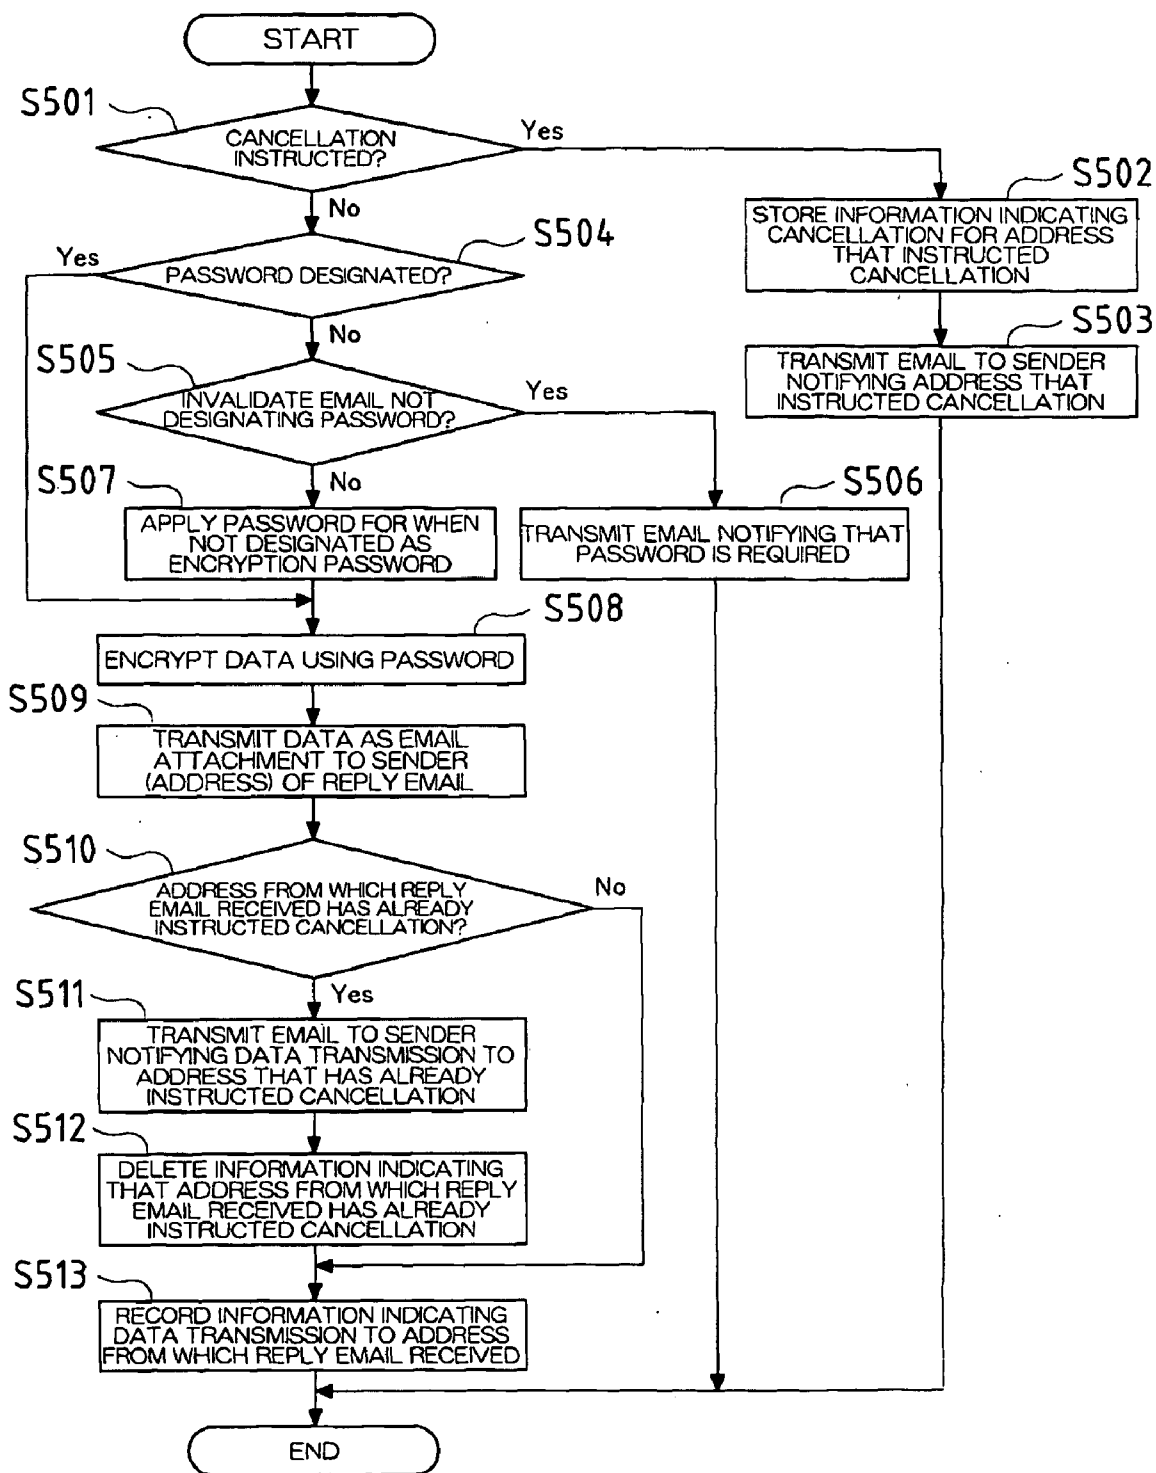 START
S501
CANCELLATION
INSTRUCTED?
Yes
No
S502
STORE INFORMATION INDICATING
CANCELLATION FOR ADDRESS
THAT INSTRUCTED
CANCELLATION
S503
TRANSMIT EMAIL TO SENDER
NOTIFYING ADDRESS THAT
INSTRUCTED CANCELLATION
S504
Yes
PASSWORD DESIGNATED?
No
S505
INVALIDATE EMAIL NOT
DESIGNATING PASSWORD?
Yes
No
S506
TRANSMIT EMAIL NOTIFYING THAT
PASSWORD IS REQUIRED
S507
APPLY PASSWORD FOR WHEN
NOT DESIGNATED AS
ENCRYPTION PASSWORD
S508
ENCRYPT DATA USING PASSWORD
S509
TRANSMIT DATA AS EMAIL
ATTACHMENT TO SENDER
(ADDRESS) OF REPLY EMAIL
S510
ADDRESS FROM WHICH REPLY
EMAIL RECEIVED HAS ALREADY
INSTRUCTED CANCELLATION?
No
Yes
S511
TRANSMIT EMAIL TO SENDER
NOTIFYING DATA TRANSMISSION TO
ADDRESS THAT HAS ALREADY
INSTRUCTED CANCELLATION
S512
DELETE INFORMATION INDICATING
THAT ADDRESS FROM WHICH REPLY
EMAIL RECEIVED HAS ALREADY
INSTRUCTED CANCELLATION
S513
RECORD INFORMATION INDICATING
DATA TRANSMISSION TO ADDRESS
FROM WHICH REPLY EMAIL RECEIVED
END